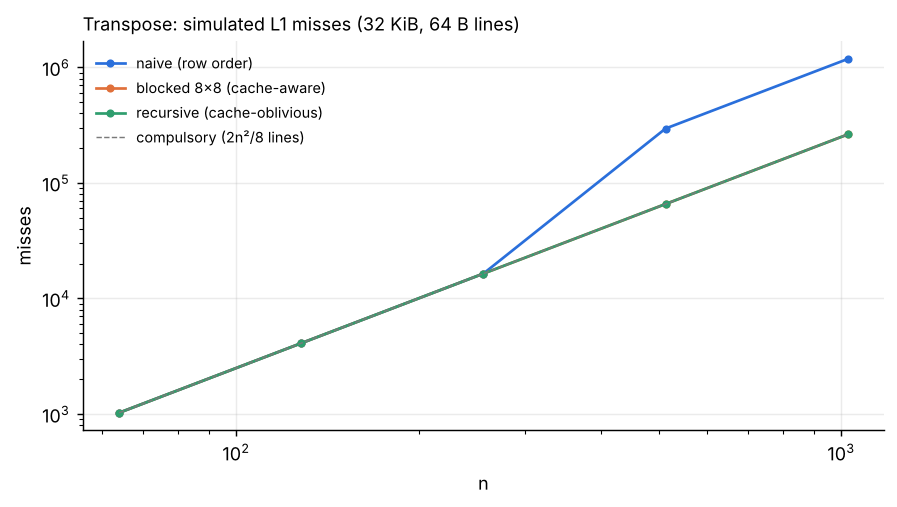 Transpose: simulated L1 misses (32 KiB, 64 B lines)
naive (row order)
blocked 8×8 (cache-aware)
recursive (cache-oblivious)
compulsory (2n²/8 lines)
misses
10⁶
10⁵
10⁴
10³
10²
10³
n